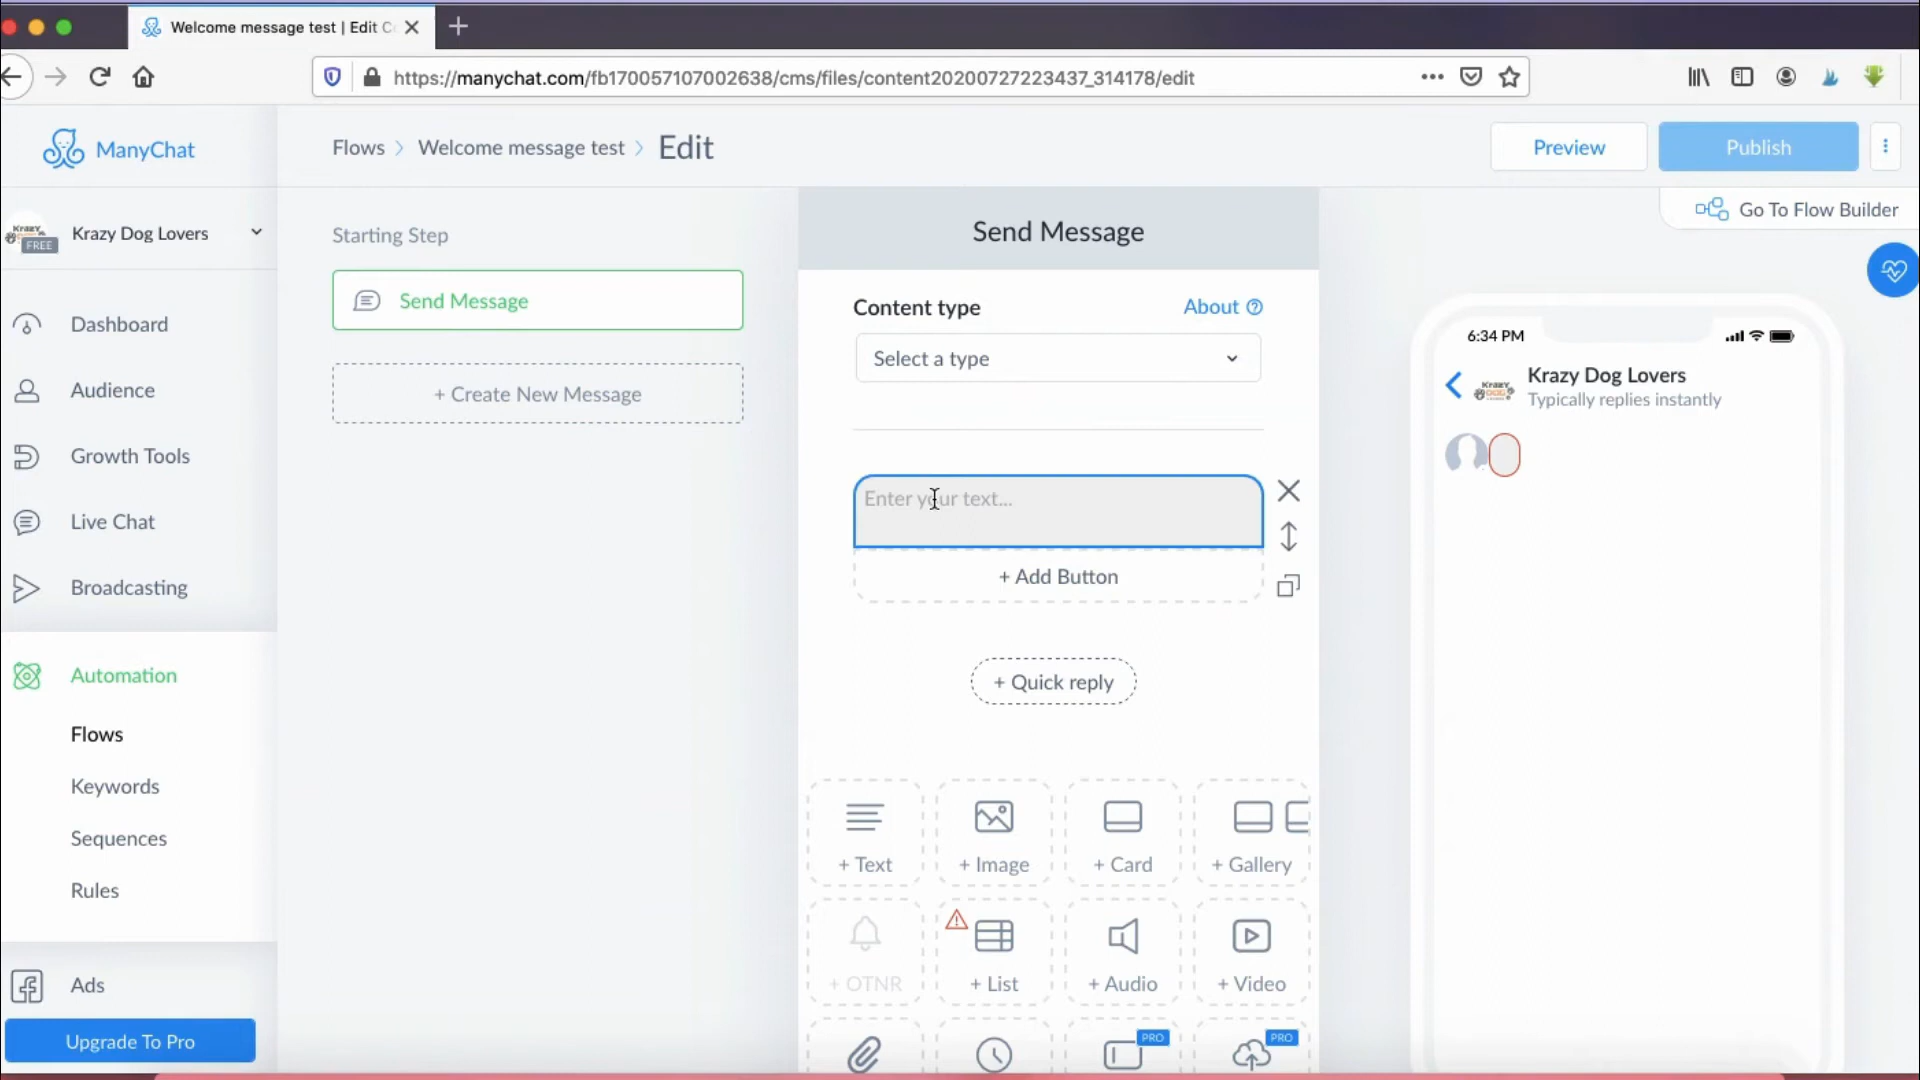 Welcome message test | Edit C
https://manychat.com/fb170057107002638/cms/files/content20200727223437_314178/edit
ManyChat
Flows > Welcome message test > Edit
Preview
Publish
Go To Flow Builder
Krazy Dog Lovers
FREE
Dashboard
Audience
Growth Tools
Live Chat
Broadcasting
Automation
Flows
Keywords
Sequences
Rules
Ads
Upgrade To Pro
Starting Step
Send Message
+ Create New Message
Send Message
Content type
About
Select a type
Enter your text...
+ Add Button
+ Quick reply
+ Text
+ Image
+ Card
+ Gallery
+ OTNR
+ List
+ Audio
+ Video
PRO
PRO
6:34 PM
Krazy Dog Lovers
Typically replies instantly